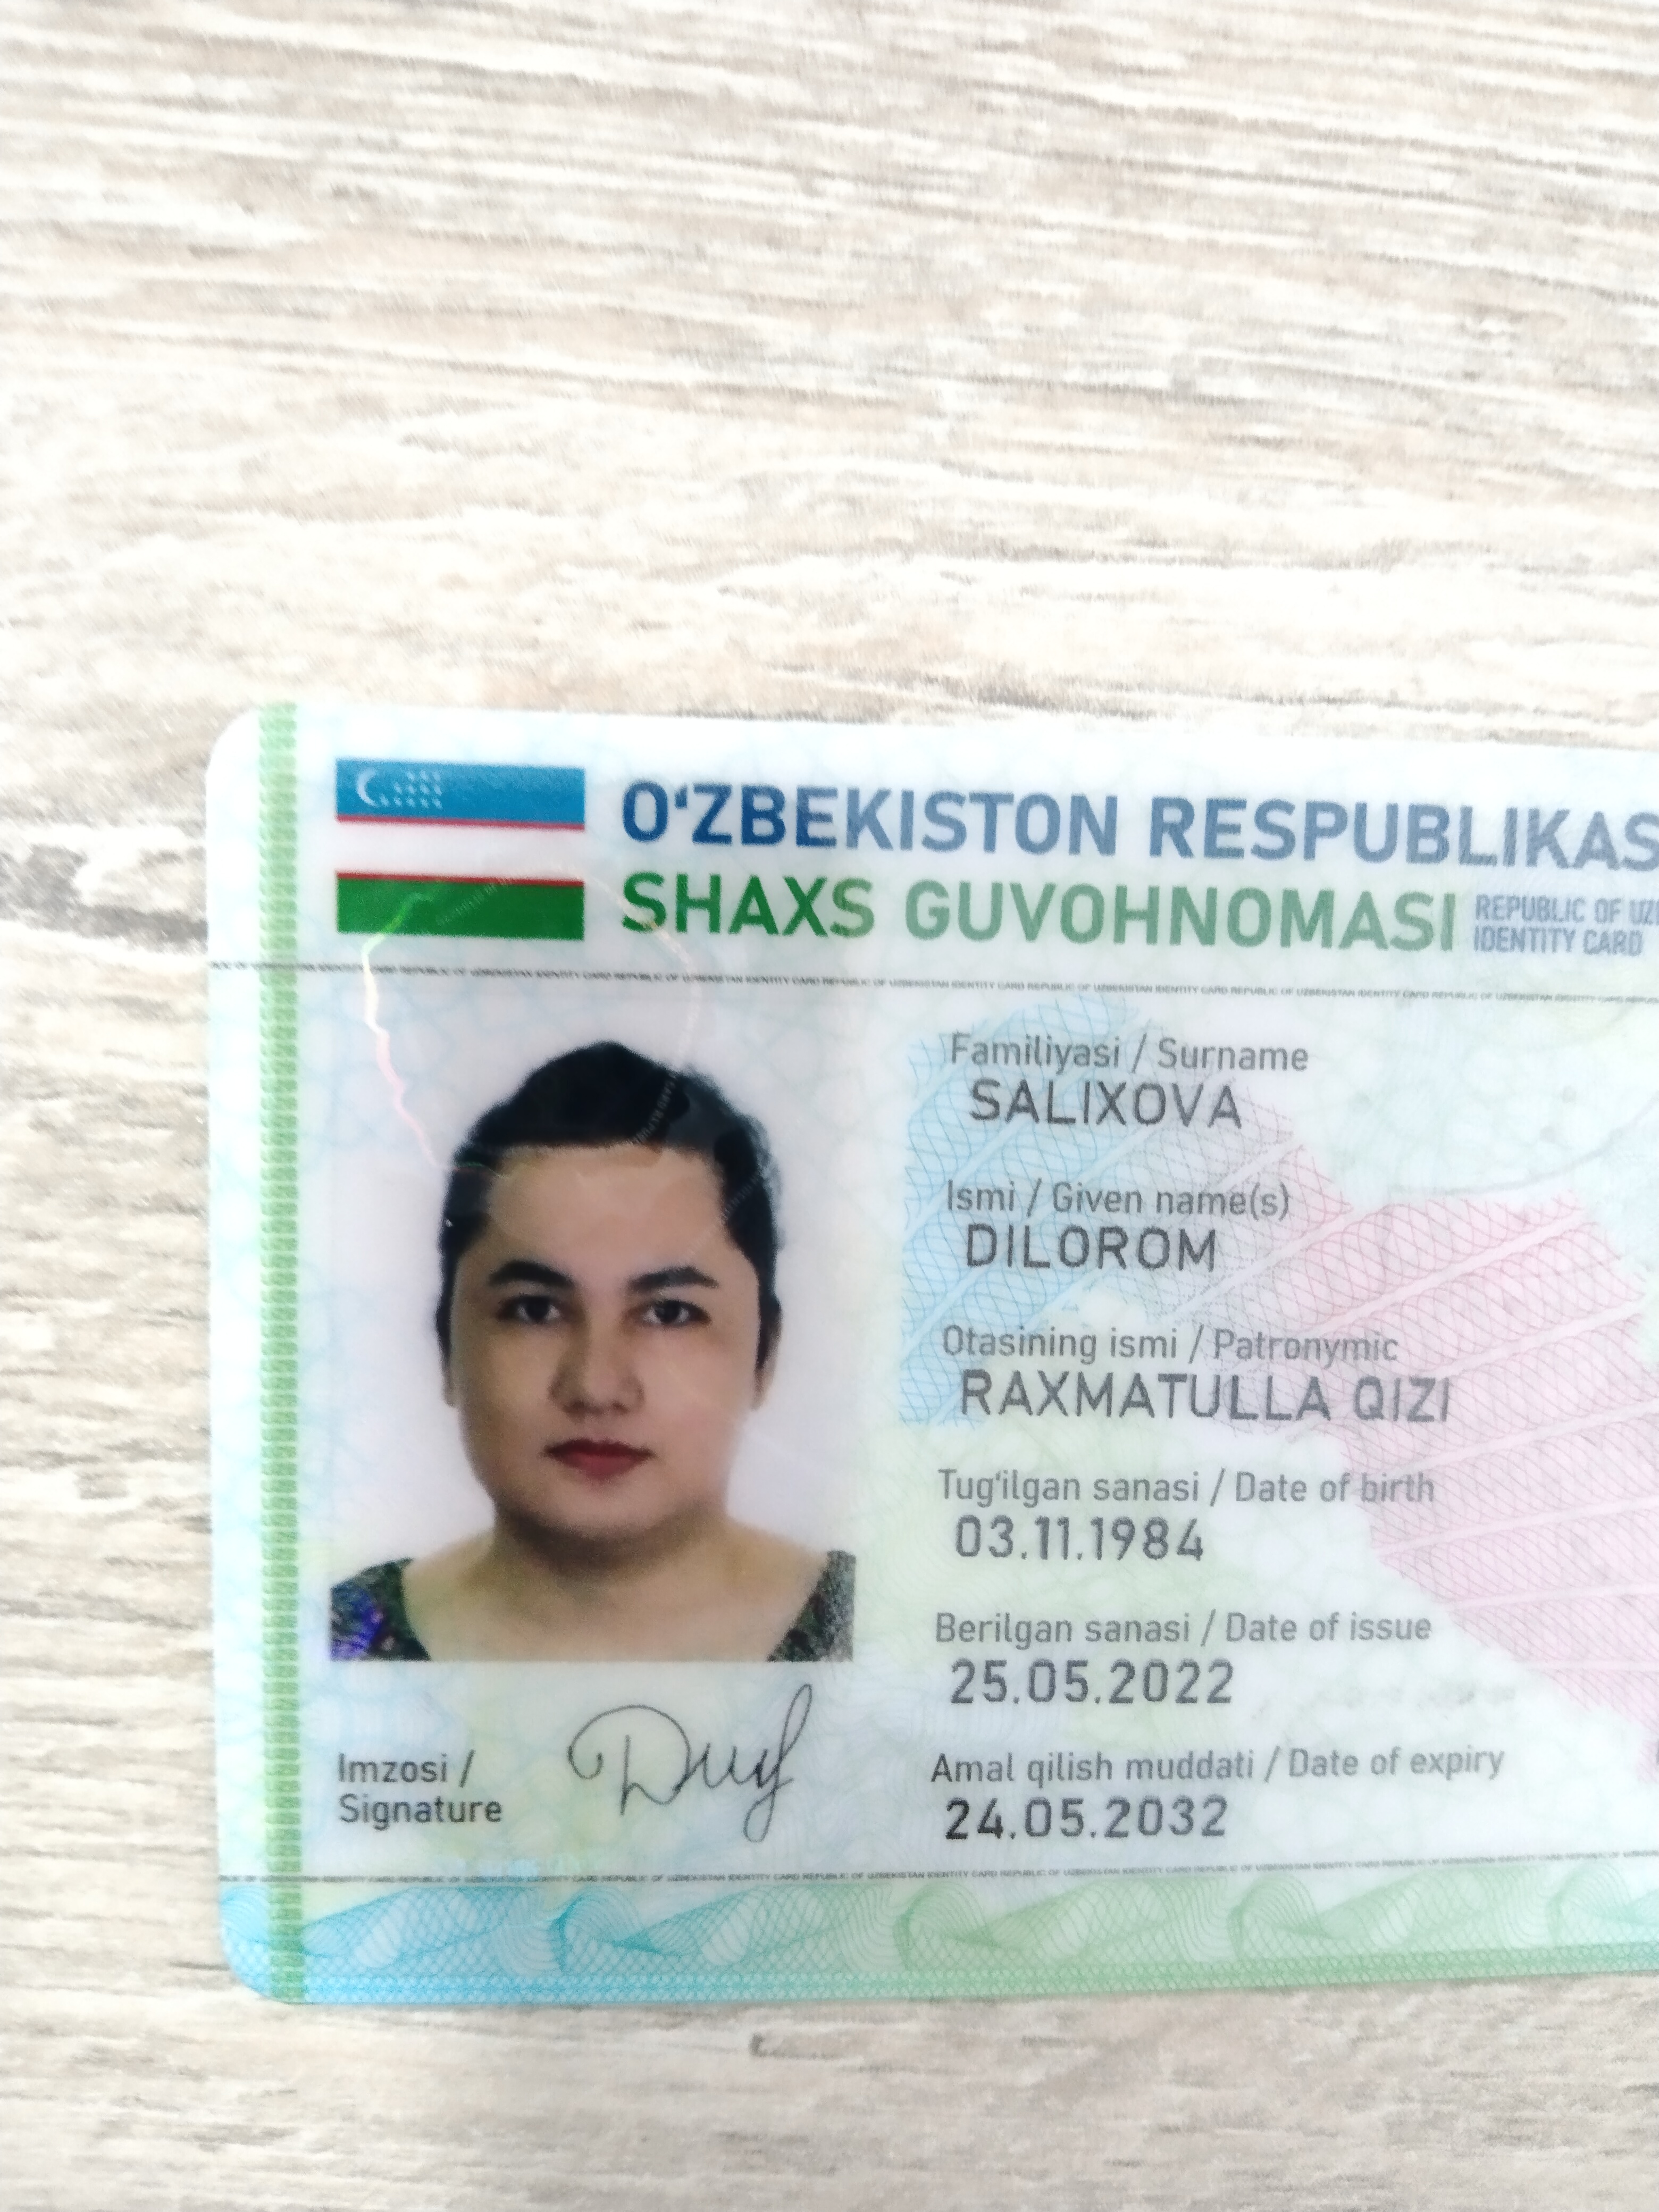 O‘ZBEKISTON RESPUBLIKAS
SHAXS GUVOHNOMASI
REPUBLIC OF UZ
IDENTITY CARD
Familiyasi / Surname
SALIXOVA
Ismi / Given name(s)
DILOROM
Otasining ismi / Patronymic
RAXMATULLA QIZI
Tug‘ilgan sanasi / Date of birth
03.11.1984
Berilgan sanasi / Date of issue
25.05.2022
Amal qilish muddati / Date of expiry
24.05.2032
Imzosi /
Signature